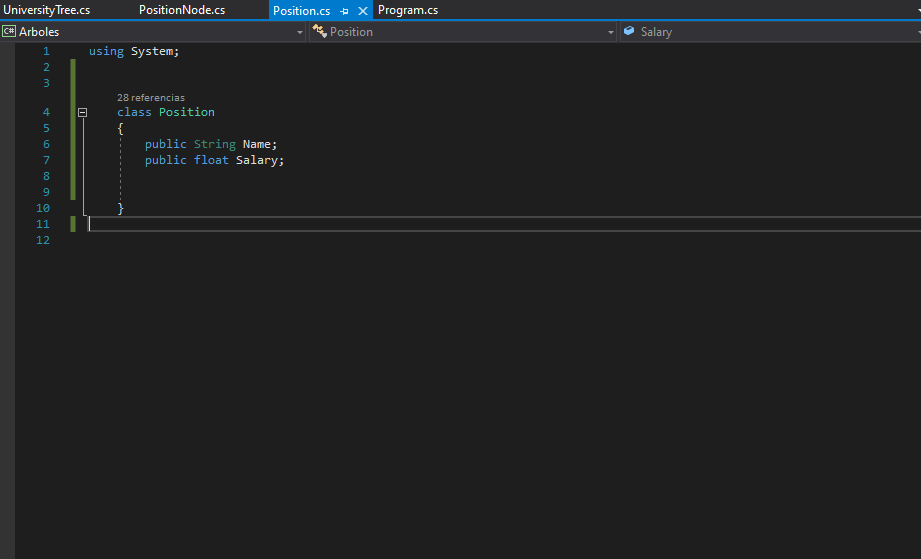 UniversityTree.cs PositionNode.cs Position.cs Program.cs
C# Arboles Position Salary
1 using System;
2
3
28 referencias
4 class Position
5 {
6 public String Name;
7 public float Salary;
8
9
10 }
11
12